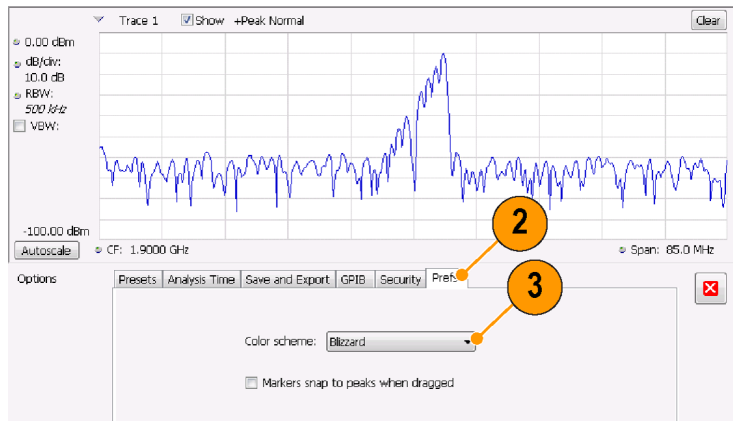 Trace 1 Show +Peak Normal Clear
0.00 dBm
dB/div:
10.0 dB
RBW:
500 kHz
VBW:
-100.00 dBm
Autoscale CF: 1.9000 GHz Span: 85.0 MHz
2
Options Presets Analysis Time Save and Export GPIB Security Prefs
3
Color scheme: Blizzard
Markers snap to peaks when dragged